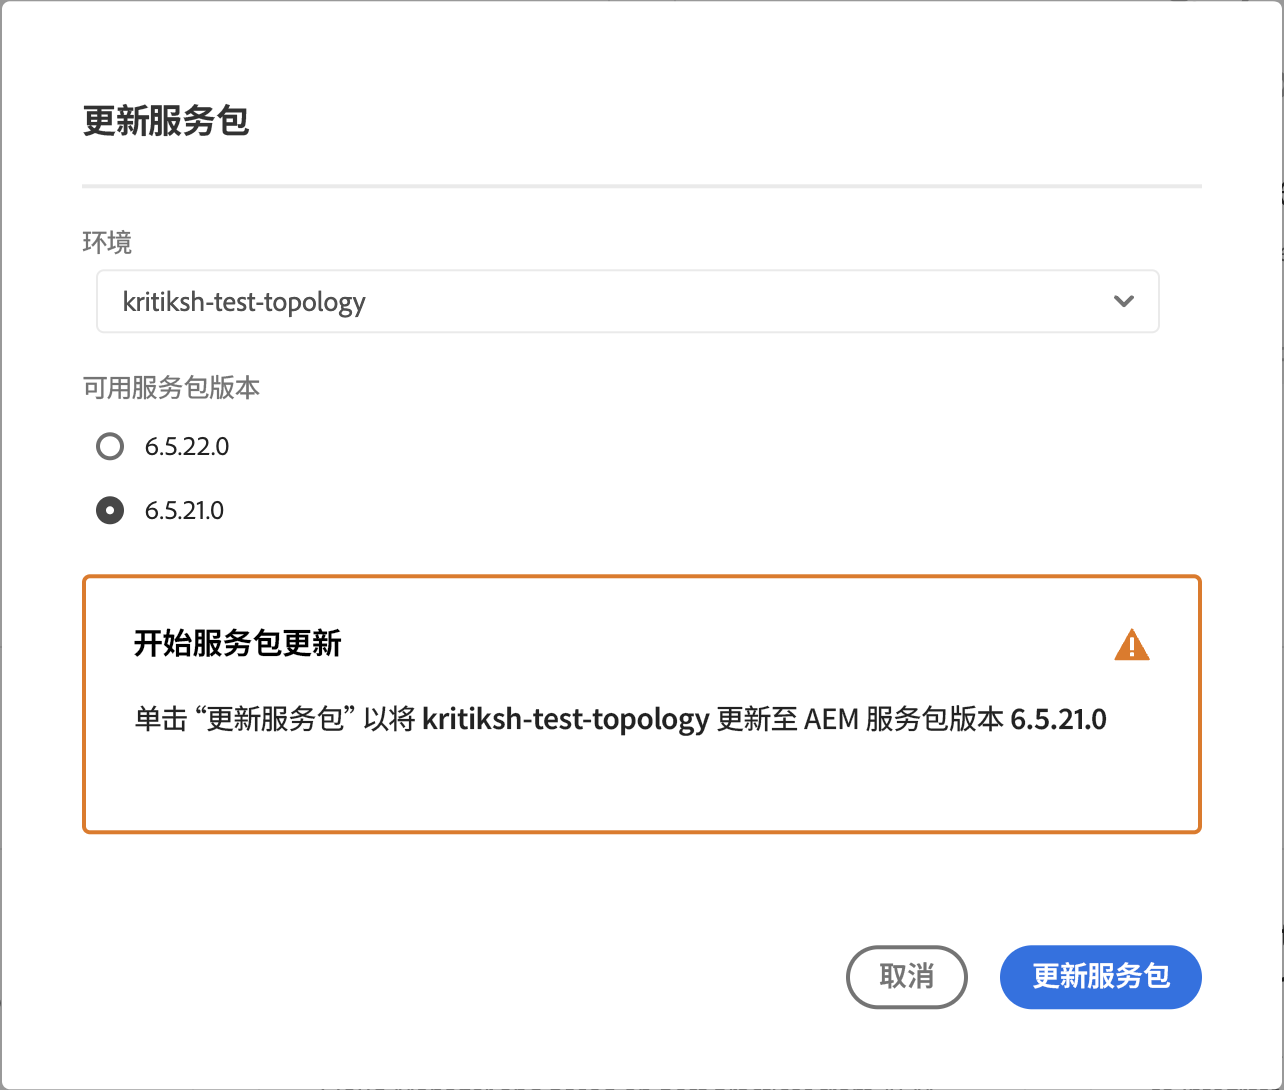 更新服务包
环境
kritiksh-test-topology
可用服务包版本
6.5.22.0
6.5.21.0
开始服务包更新
单击 “更新服务包” 以将 kritiksh-test-topology 更新至 AEM 服务包版本 6.5.21.0
取消
更新服务包